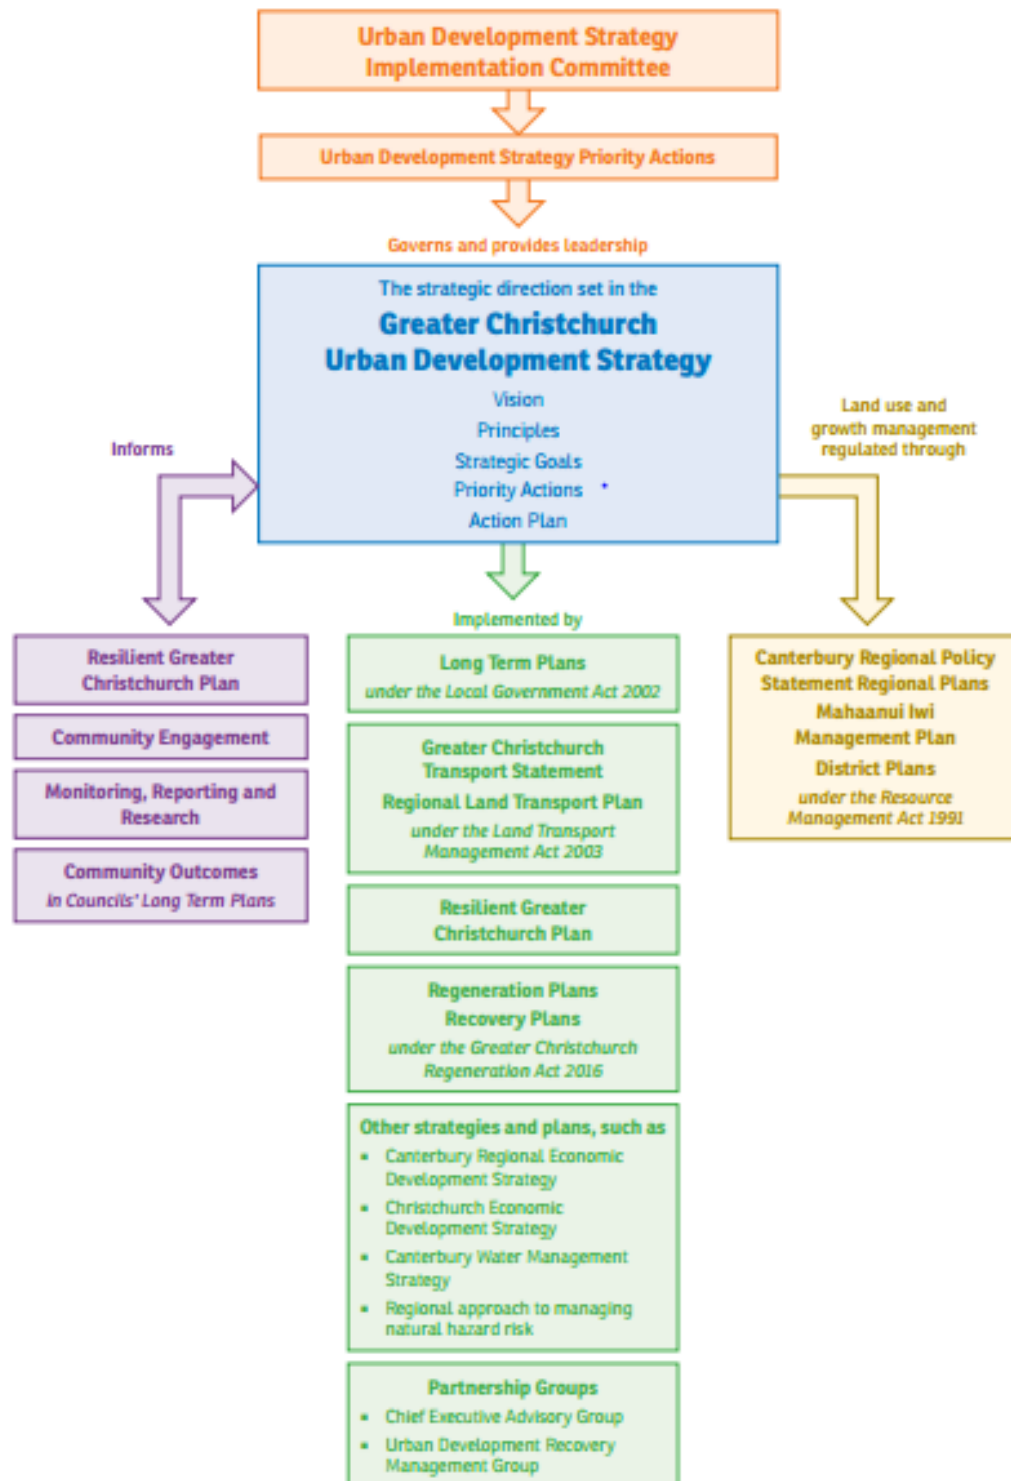 Urban Development Strategy
Implementation Committee
Urban Development Strategy Priority Actions
Governs and provides leadership
The strategic direction set in the
Greater Christchurch
Urban Development Strategy
Vision
Principles
Strategic Goals
Priority Actions
Action Plan
Informs
Land use and
growth management
regulated through
Resilient Greater
Christchurch Plan
Community Engagement
Monitoring, Reporting and
Research
Community Outcomes
in Councils' Long Term Plans
Implemented by
Long Term Plans
under the Local Government Act 2002
Greater Christchurch
Transport Statement
Regional Land Transport Plan
under the Land Transport
Management Act 2003
Resilient Greater
Christchurch Plan
Regeneration Plans
Recovery Plans
under the Greater Christchurch
Regeneration Act 2016
Other strategies and plans, such as
▪ Canterbury Regional Economic
Development Strategy
▪ Christchurch Economic
Development Strategy
▪ Canterbury Water Management
Strategy
▪ Regional approach to managing
natural hazard risk
Partnership Groups
▪ Chief Executive Advisory Group
▪ Urban Development Recovery
Management Group
Canterbury Regional Policy
Statement Regional Plans
Mahaanui Iwi
Management Plan
District Plans
under the Resource
Management Act 1991